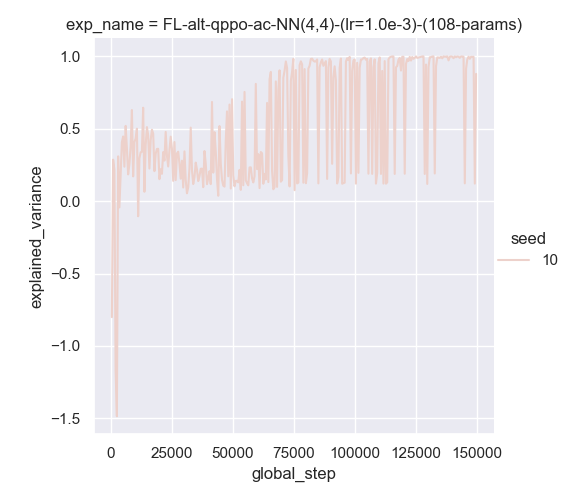 exp_name = FL-alt-qppo-ac-NN(4,4)-(lr=1.0e-3)-(108-params)
1.0
0.5
0.0
−0.5
−1.0
−1.5
explained_variance
0 25000 50000 75000 100000 125000 150000
global_step
seed
10